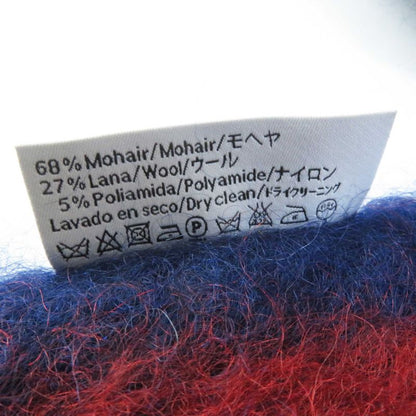 68% Mohair/Mohair/モヘヤ
27% Lana/Wool/ウール
5% Poliamida/Polyamide/ナイロン
Lavado en seco/Dry clean/ドライクリーニング